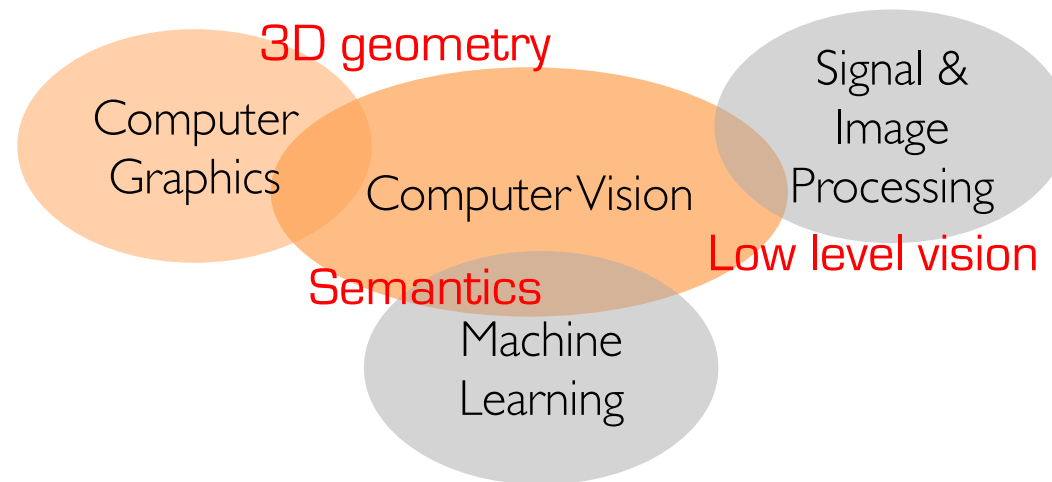 3D geometry
Computer
Graphics
Signal &
Image
Processing
Computer Vision
Low level vision
Semantics
Machine
Learning